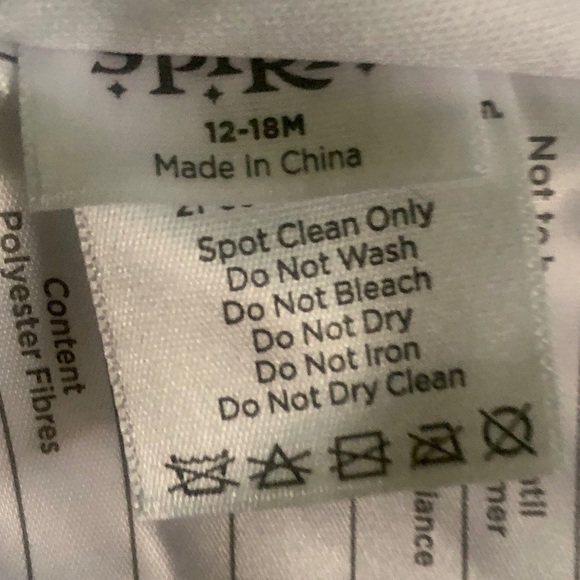 12-18M
Made In China
Spot Clean Only
Do Not Wash
Do Not Bleach
Do Not Dry
Do Not Iron
Do Not Dry Clean
Content
Polyester Fibres
Not